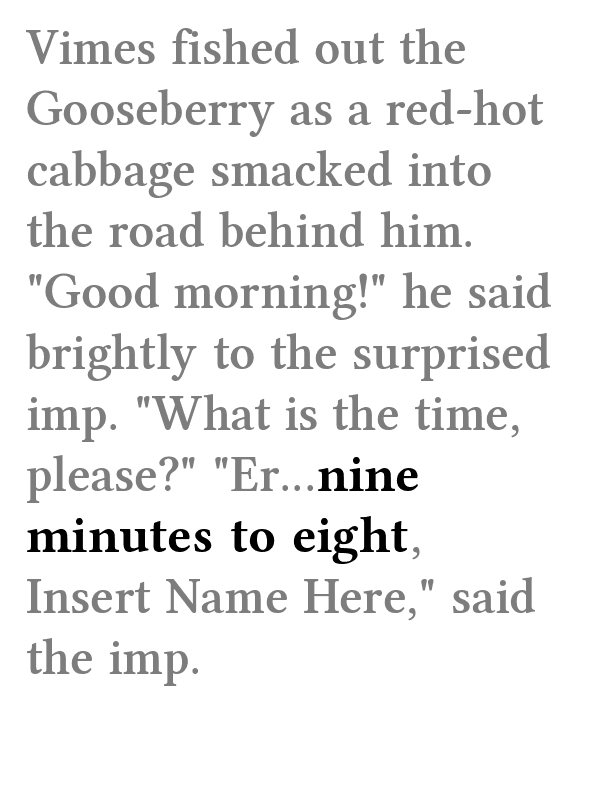 Vimes fished out the
Gooseberry as a red-hot
cabbage smacked into
the road behind him.
"Good morning!" he said
brightly to the surprised
imp. "What is the time,
please?" "Er...nine
minutes to eight,
Insert Name Here," said
the imp.